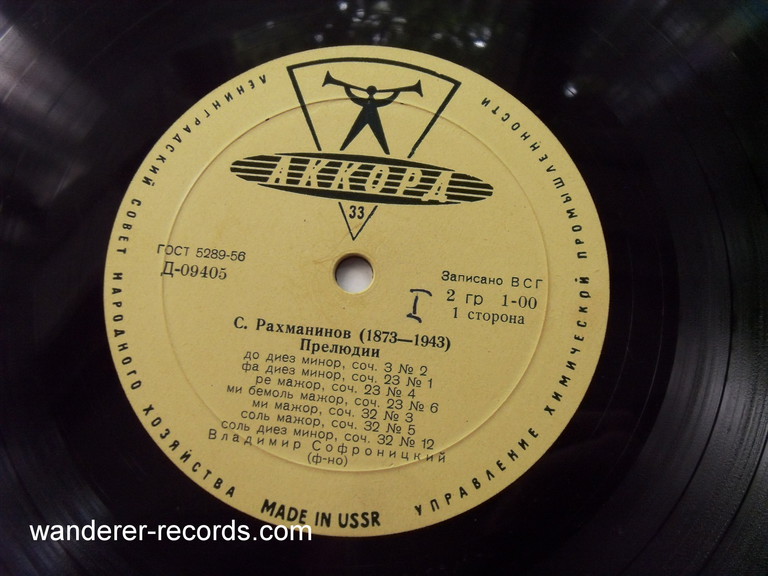 ЛЕНИНГРАДСКИЙ СОВЕТ НАРОДНОГО ХОЗЯЙСТВА
УПРАВЛЕНИЕ ХИМИЧЕСКОЙ ПРОМЫШЛЕННОСТИ
АККОРД
33
ГОСТ 5289-56
Д-09405
Записано ВСГ
I 2 гр 1-00
1 сторона
С. Рахманинов (1873—1943)
Прелюдии
до диез минор, соч. 3 № 2
фа диез минор, соч. 23 № 1
ре мажор, соч. 23 № 4
ми бемоль мажор, соч. 23 № 6
ми мажор, соч. 32 № 3
соль мажор, соч. 32 № 5
соль диез минор, соч. 32 № 12
Владимир Софроницкий
(ф-но)
MADE IN USSR
wanderer-records.com